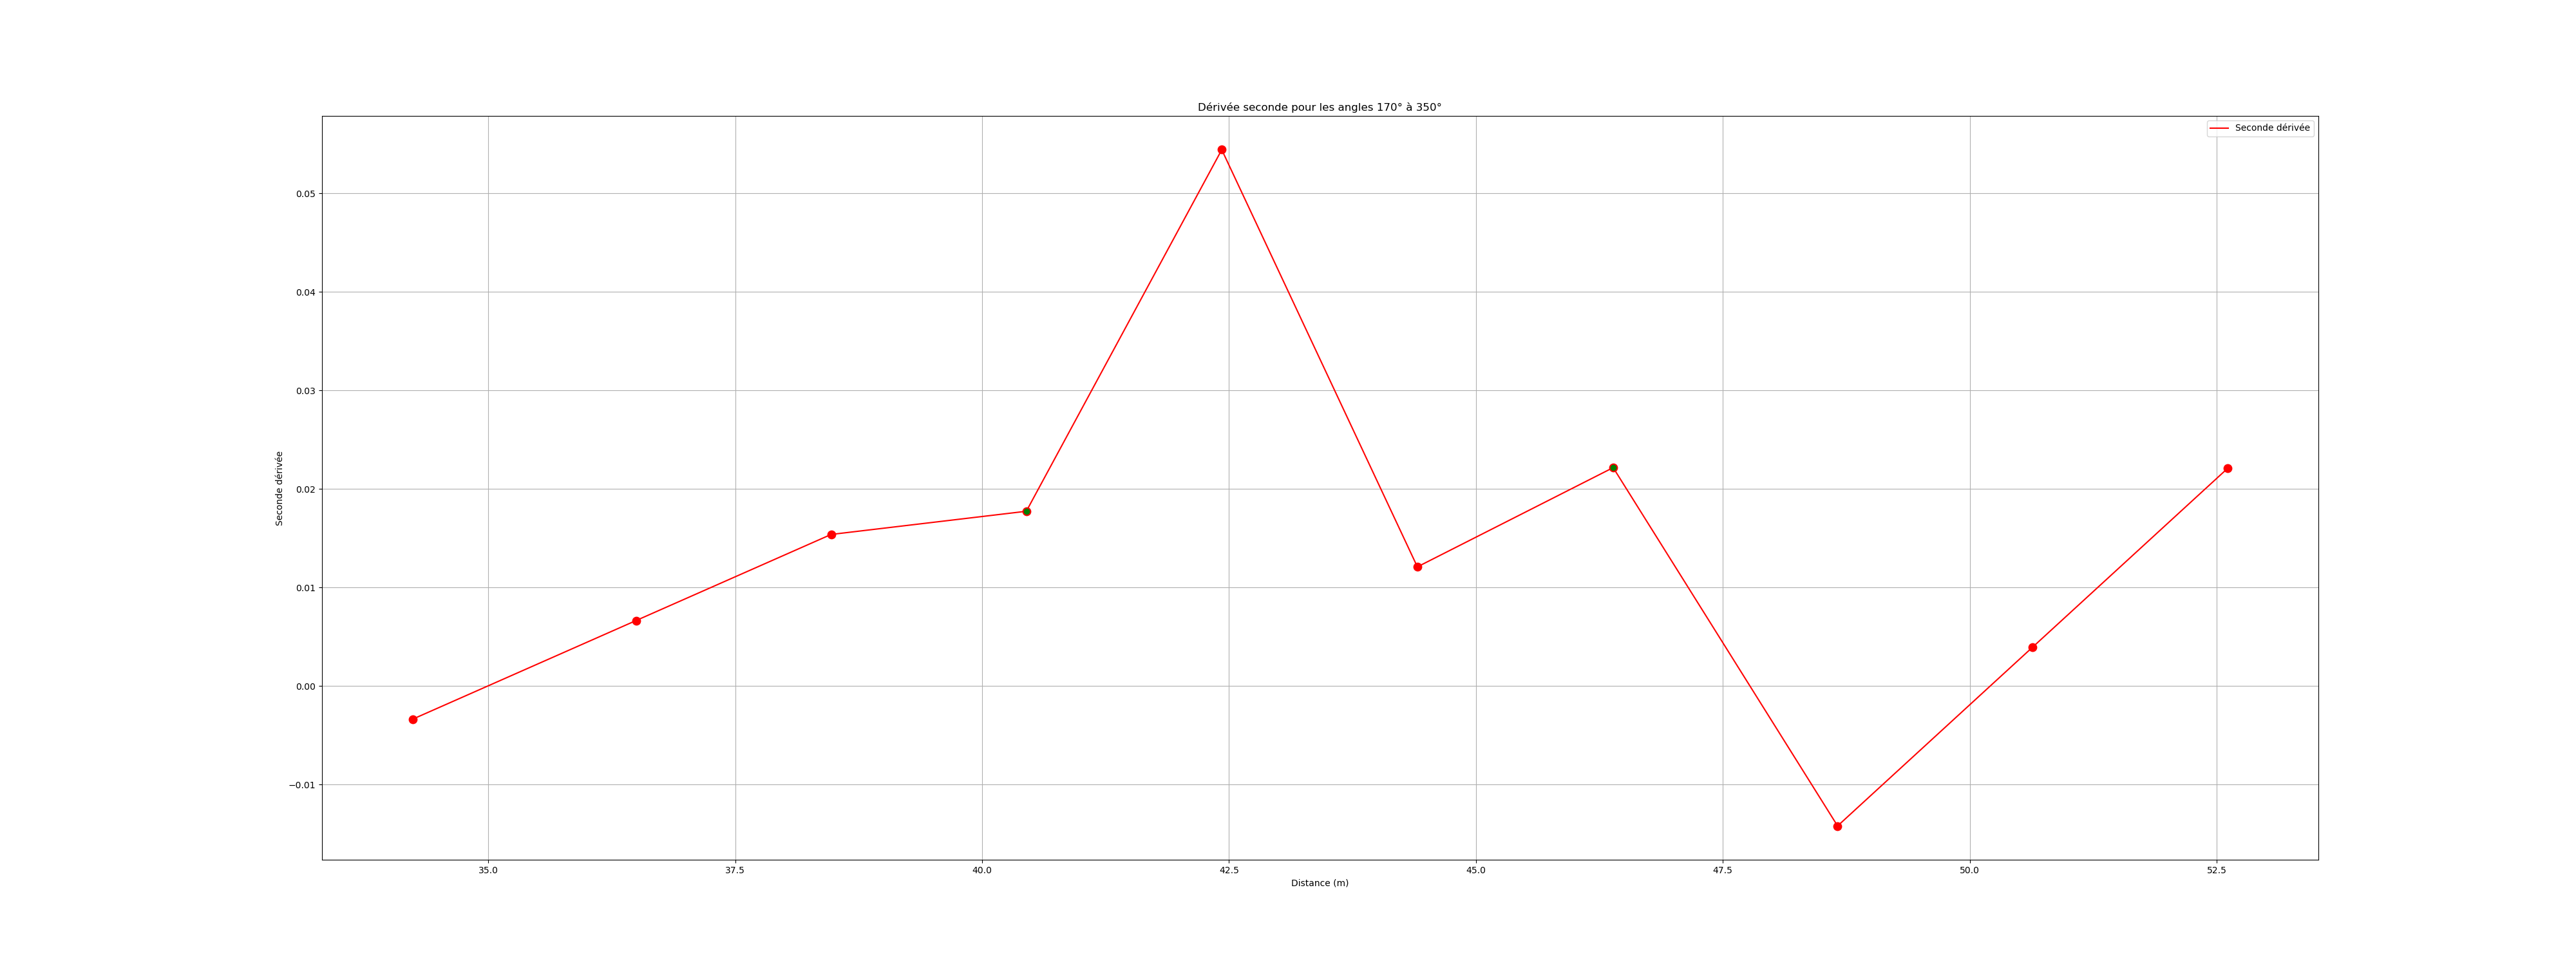 Dérivée seconde pour les angles 170° à 350°
Seconde dérivée
0.05
0.04
0.03
0.02
0.01
0.00
−0.01
Seconde dérivée
35.0 37.5 40.0 42.5 45.0 47.5 50.0 52.5
Distance (m)